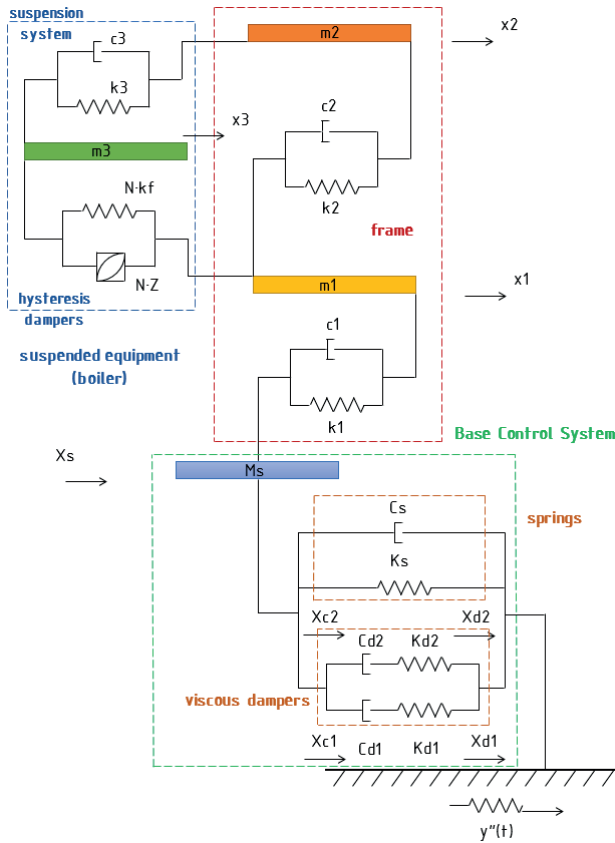 suspension
system
c3
k3
m3
x3
N·kf
N·Z
hysteresis
dampers
suspended equipment
(boiler)
m2
x2
c2
k2
frame
m1
x1
c1
k1
Base Control System
Xs
Ms
Cs
Ks
springs
Xc2
Cd2
Kd2
Xd2
viscous dampers
Xc1
Cd1
Kd1
Xd1
y"(t)